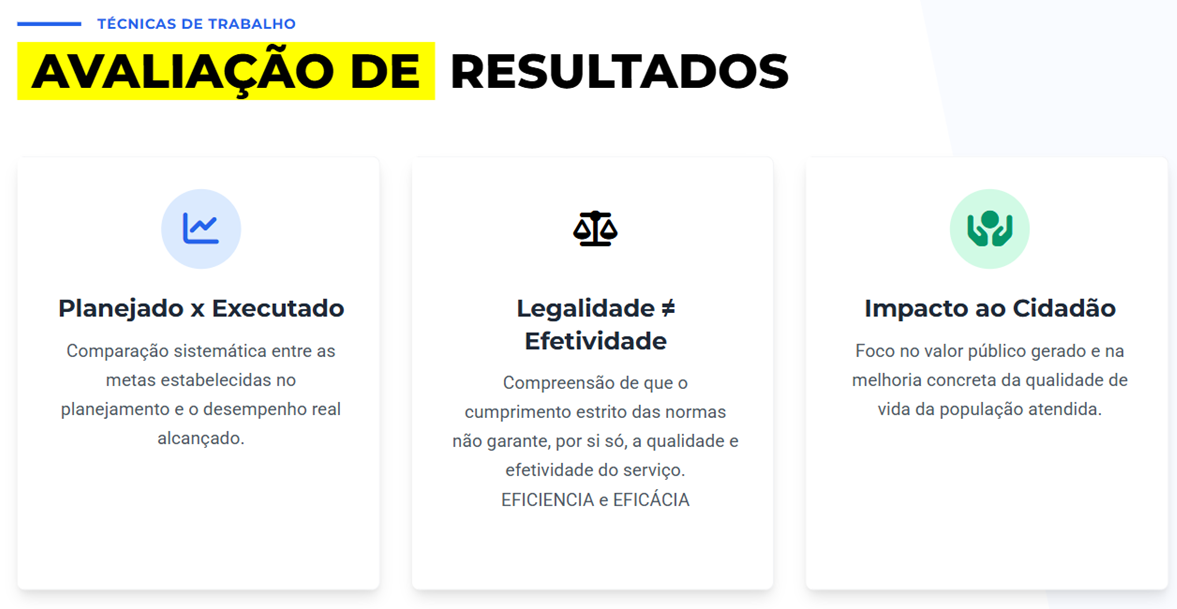 TÉCNICAS DE TRABALHO
AVALIAÇÃO DE RESULTADOS
Planejado x Executado
Comparação sistemática entre as
metas estabelecidas no
planejamento e o desempenho real
alcançado.
Legalidade ≠
Efetividade
Compreensão de que o
cumprimento estrito das normas
não garante, por si só, a qualidade e
efetividade do serviço.
EFICIENCIA e EFICÁCIA
Impacto ao Cidadão
Foco no valor público gerado e na
melhoria concreta da qualidade de
vida da população atendida.